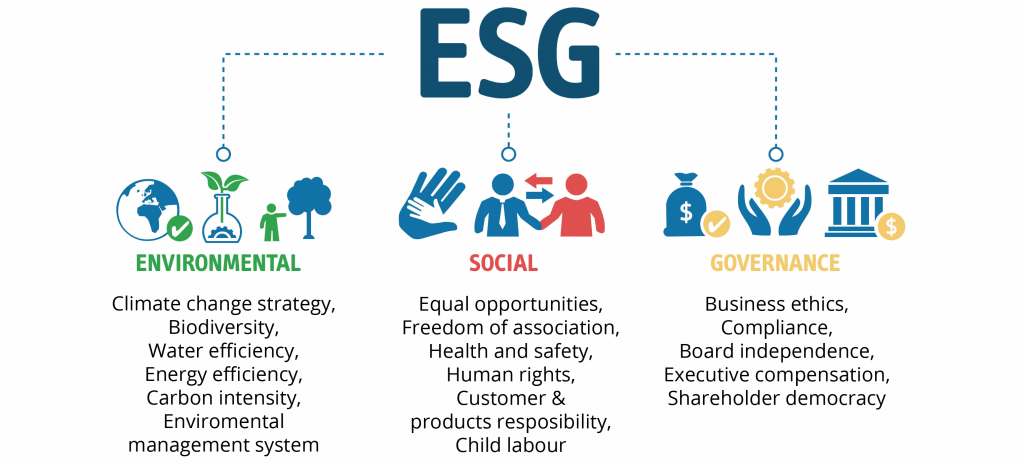 ESG
ENVIRONMENTAL
Climate change strategy,
Biodiversity,
Water efficiency,
Energy efficiency,
Carbon intensity,
Enviromental
management system
SOCIAL
Equal opportunities,
Freedom of association,
Health and safety,
Human rights,
Customer &
products resposibility,
Child labour
$
$
GOVERNANCE
Business ethics,
Compliance,
Board independence,
Executive compensation,
Shareholder democracy